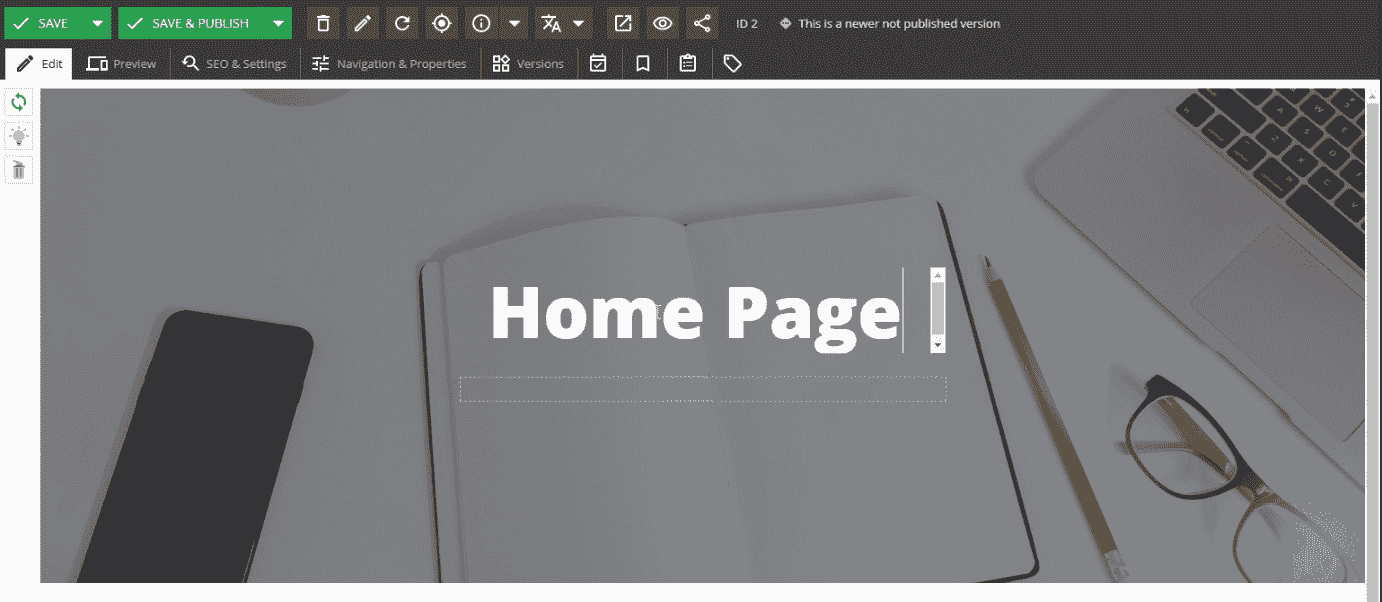 SAVE SAVE & PUBLISH ID 2 This is a newer not published version
Edit Preview SEO & Settings Navigation & Properties Versions
Home Page